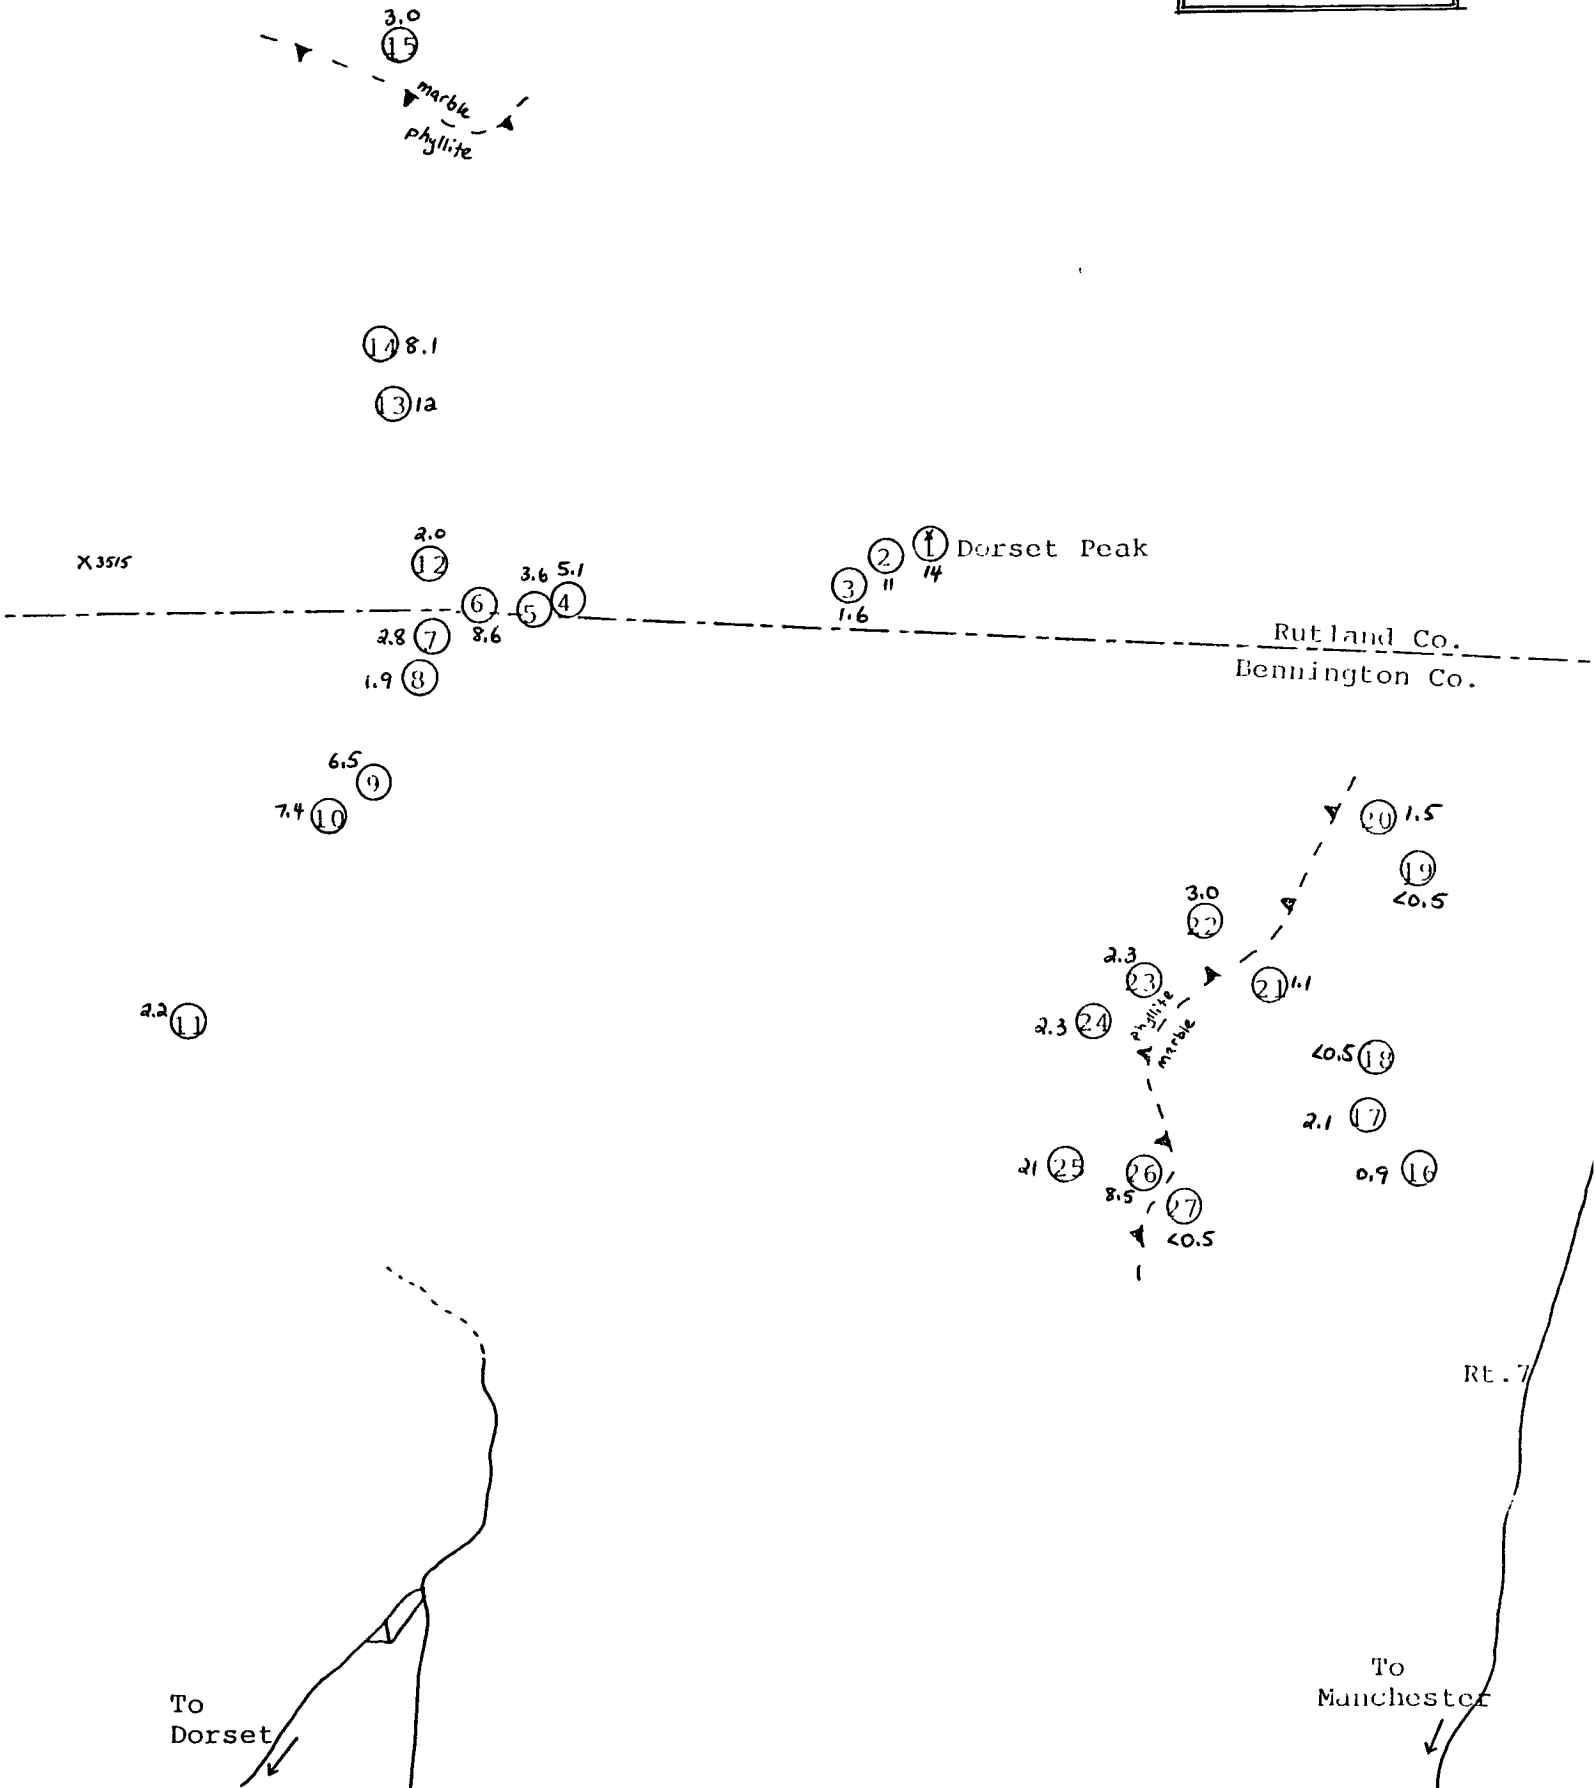 3.0
15
marble
phyllite
14 8.1
13 12
X 3515
2.0
12
3.6 5.1
6 5 4
8.6
2.8 7
1.9 8
1 Dorset Peak
14
2
11
3
1.6
Rutland Co.
Bennington Co.
6.5
9
7.4 10
2.2 11
20 1.5
19
<0.5
3.0
22
2.3
23
21 1.1
2.3 24
phyllite
marble
<0.5 18
2.1 17
0.9 16
21 25
26
8.5
27
<0.5
Rt.7
To
Dorset
To
Manchester